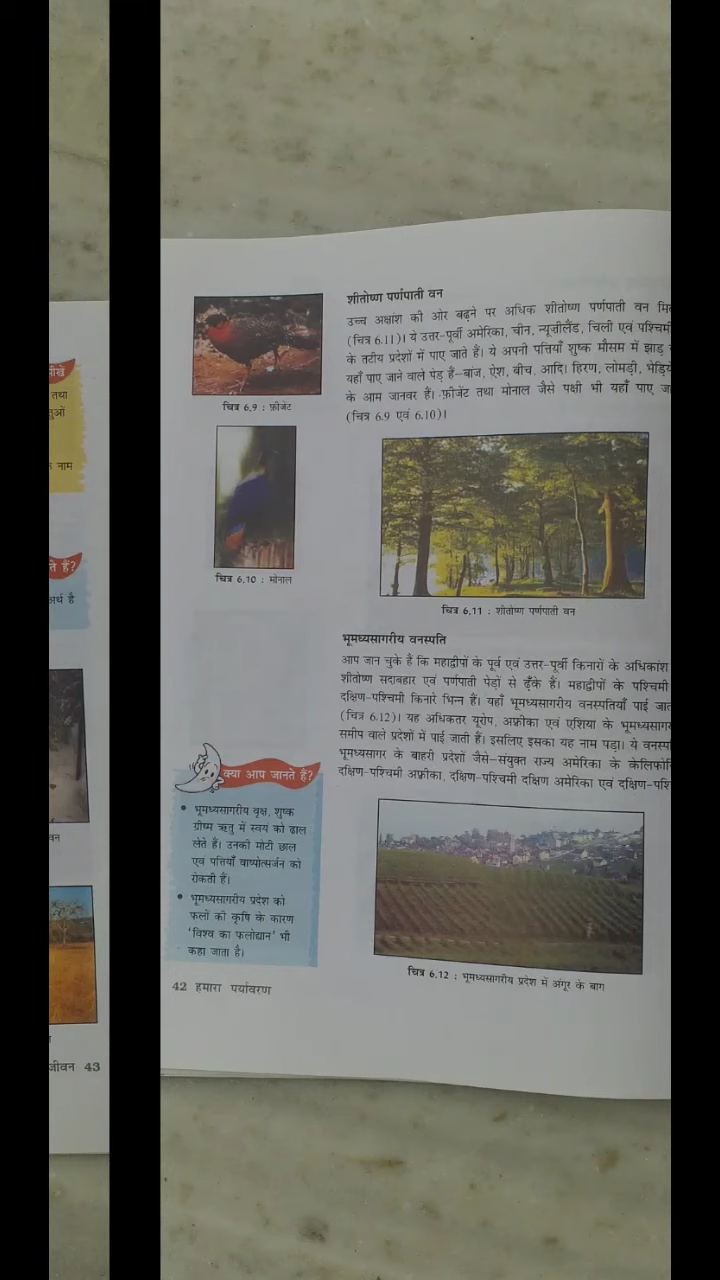 तथा
नाम
ते हैं?
अर्थ है
वन
जीवन 43
चित्र 6.9 : फ़ीजेंट
चित्र 6.10 : मोनाल
क्या आप जानते हैं?
• भूमध्यसागरीय वृक्ष, शुष्क
ग्रीष्म ऋतु में स्वयं को ढाल
लेते हैं। उनकी मोटी छाल
एवं पत्तियाँ वाष्पोत्सर्जन को
रोकती हैं।
• भूमध्यसागरीय प्रदेश को
फलों की कृषि के कारण
'विश्व का फलोद्यान' भी
कहा जाता है।
42 हमारा पर्यावरण
शीतोष्ण पर्णपाती वन
उच्च अक्षांश की ओर बढ़ने पर अधिक शीतोष्ण पर्णपाती वन
(चित्र 6.11)। ये उत्तर-पूर्वी अमेरिका, चीन, न्यूज़ीलैंड, चिली एवं पश्चिमी
के तटीय प्रदेशों में पाए जाते हैं। ये अपनी पत्तियाँ शुष्क मौसम में झाड़
यहाँ पाए जाने वाले पेड़ हैं–बांज, ऐश, बीच, आदि। हिरण, लोमड़ी, भेड़िये
के आम जानवर हैं। फ़ीजेंट तथा मोनाल जैसे पक्षी भी यहाँ पाए
(चित्र 6.9 एवं 6.10)।
चित्र 6.11 : शीतोष्ण पर्णपाती वन
भूमध्यसागरीय वनस्पति
आप जान चुके हैं कि महाद्वीपों के पूर्व एवं उत्तर-पूर्वी किनारों के अधिकांश
शीतोष्ण सदाबहार एवं पर्णपाती पेड़ों से ढँके हैं। महाद्वीपों के पश्चिमी
दक्षिण-पश्चिमी किनारे भिन्न हैं। यहाँ भूमध्यसागरीय वनस्पतियाँ पाई
(चित्र 6.12)। यह अधिकतर यूरोप, अफ्रीका एवं एशिया के भूमध्यसागर
समीप वाले प्रदेशों में पाई जाती हैं। इसलिए इसका यह नाम पड़ा। ये
भूमध्यसागर के बाहरी प्रदेशों जैसे–संयुक्त राज्य अमेरिका के
दक्षिण-पश्चिमी अफ्रीका, दक्षिण-पश्चिमी दक्षिण अमेरिका एवं
चित्र 6.12 : भूमध्यसागरीय प्रदेश में अंगूर के बाग